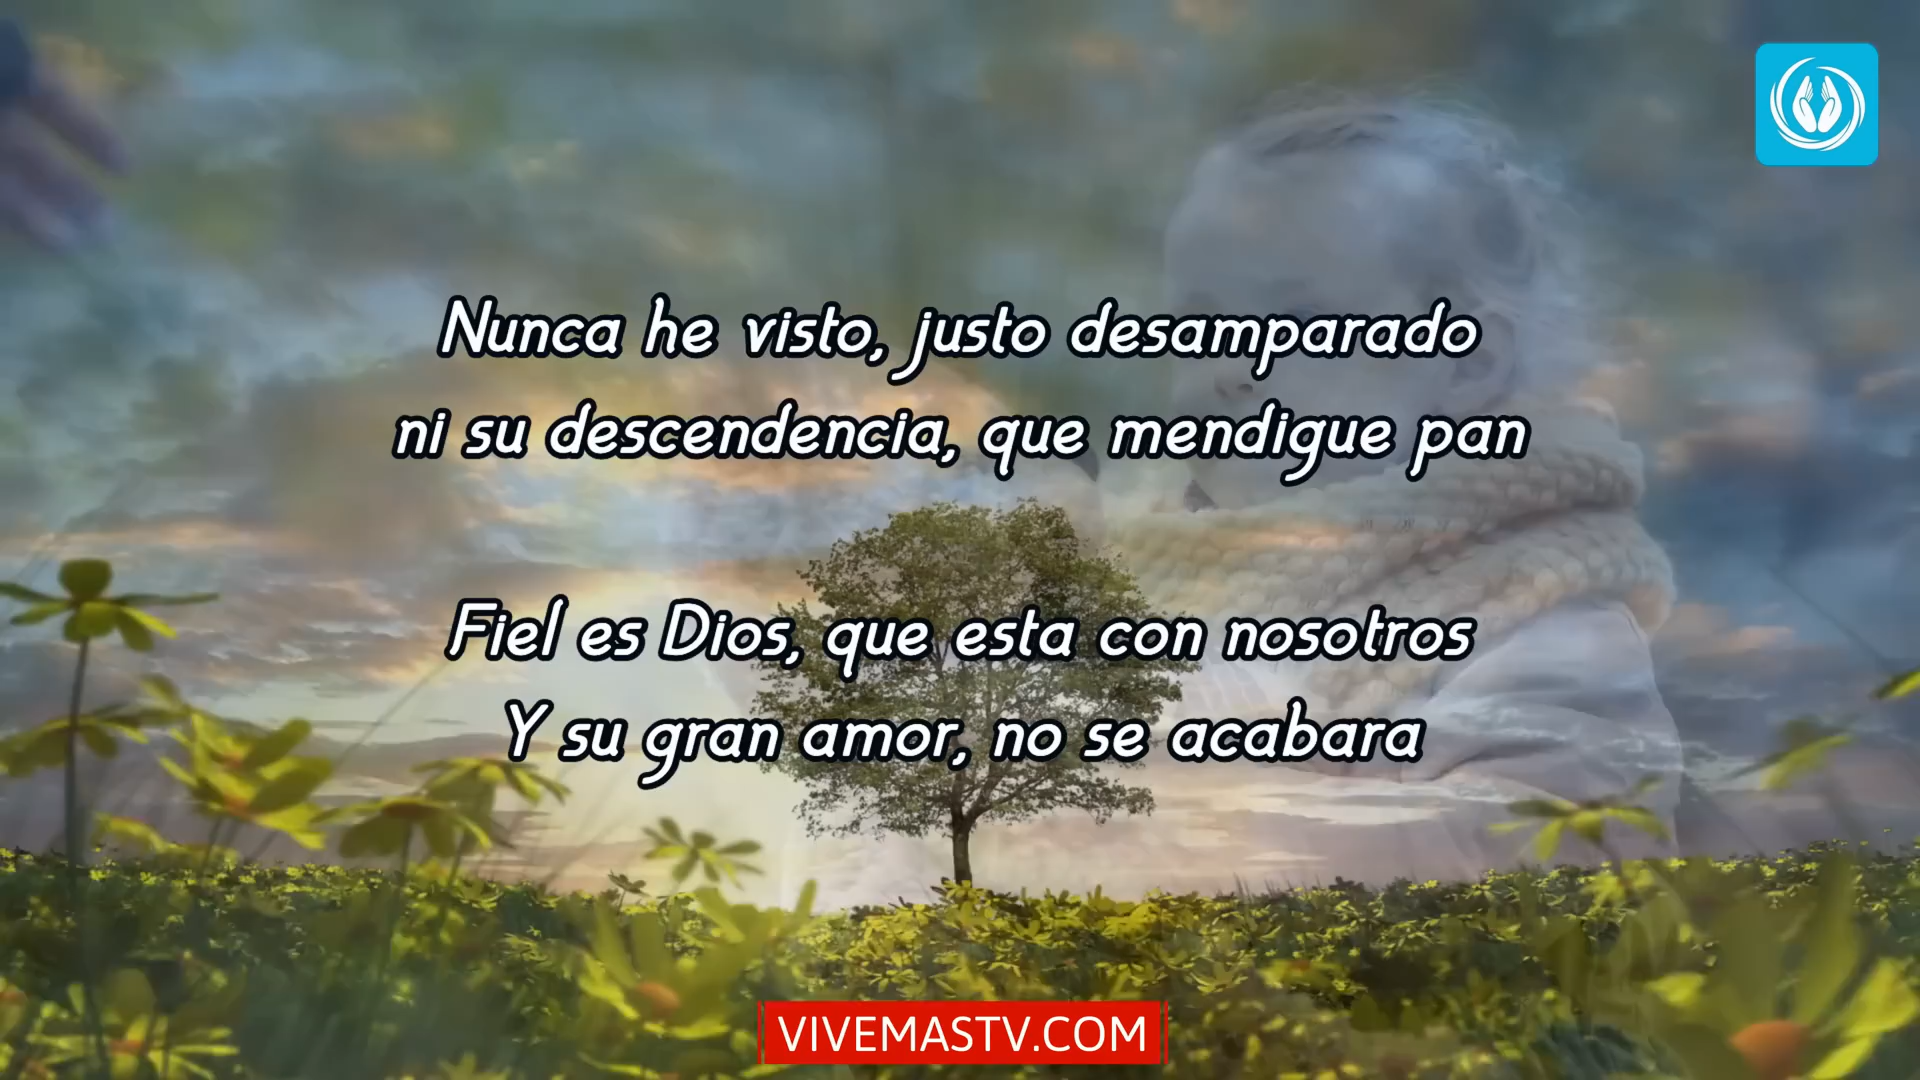 Nunca he visto, justo desamparado
ni su descendencia, que mendigue pan
Fiel es Dios, que esta con nosotros
Y su gran amor, no se acabara
VIVEMASTV.COM